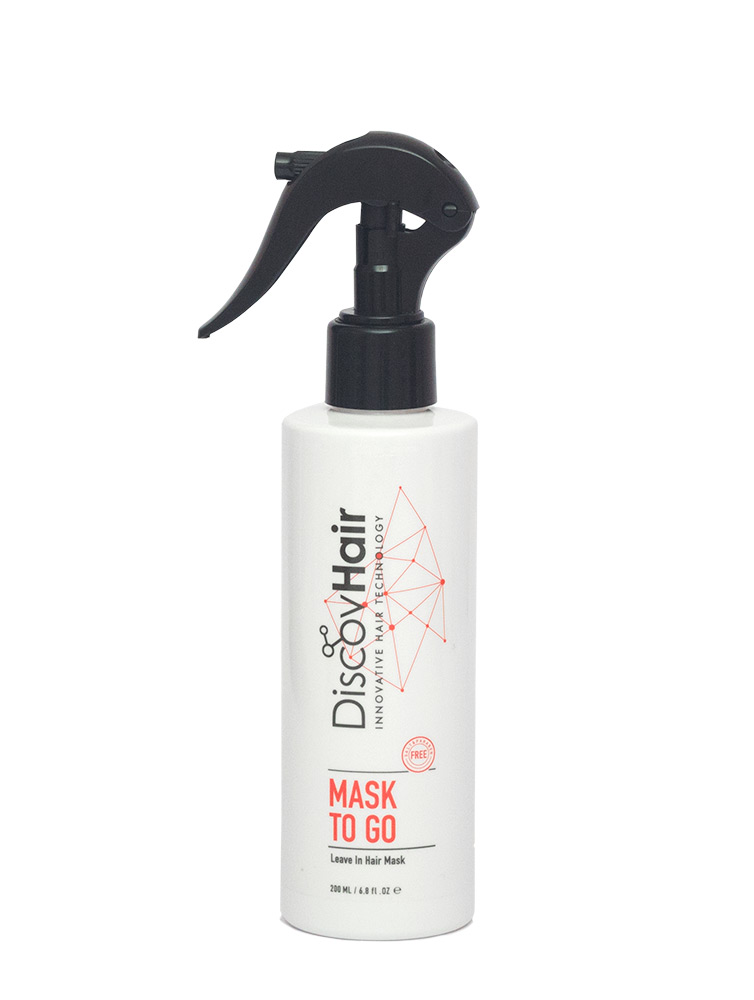 DiscovHair
INNOVATIVE HAIR TECHNOLOGY
FREE
MASK
TO GO
Leave In Hair Mask
200 ML / 6.8 fl .OZ ℮